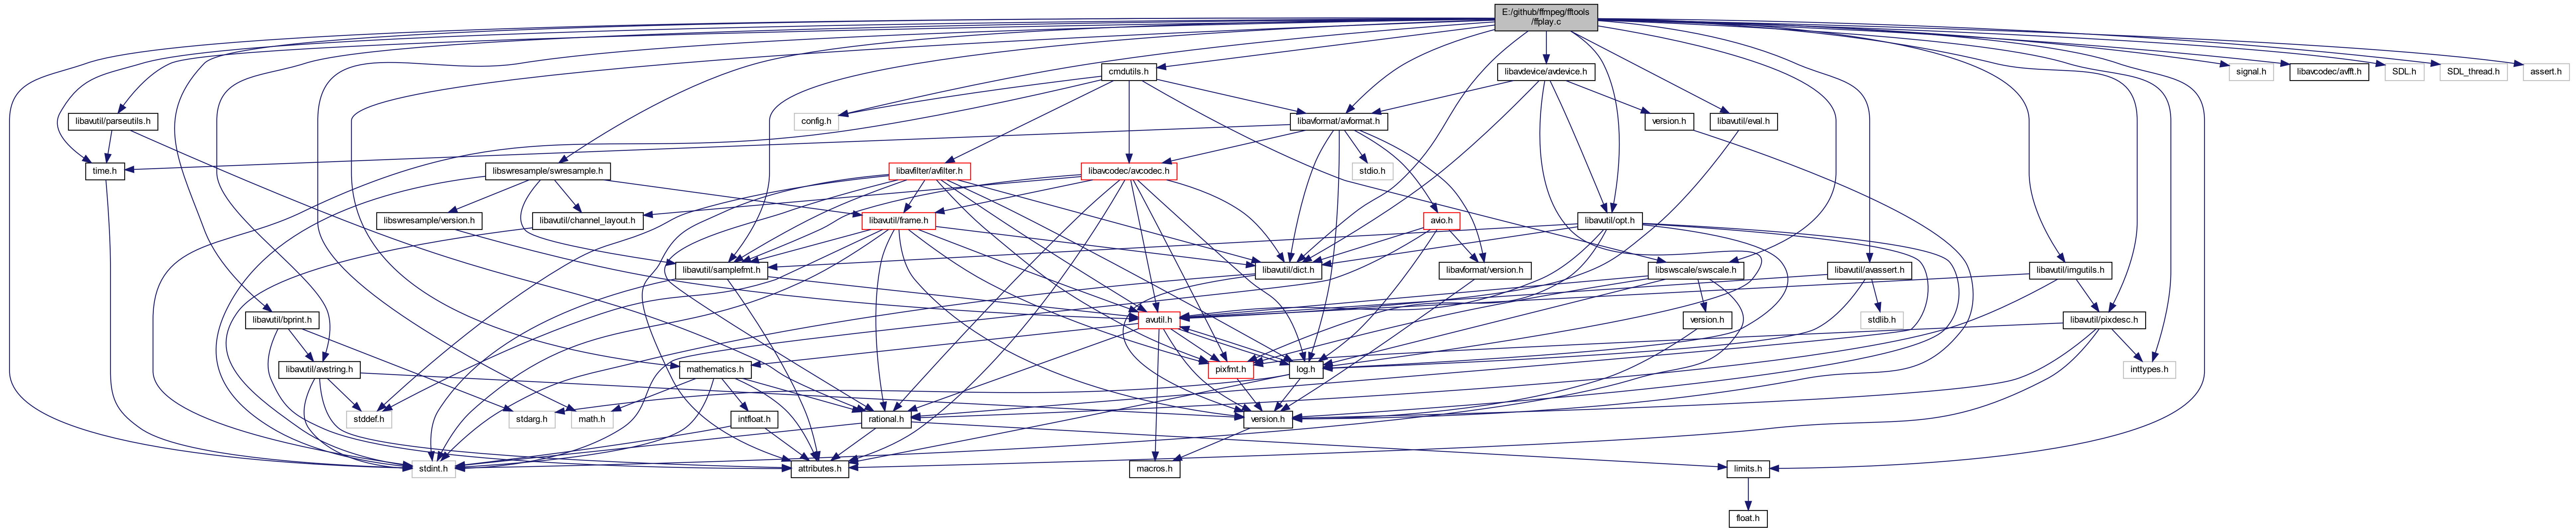 E:/github/ffmpeg/fftools
/ffplay.c
cmdutils.h
libavdevice/avdevice.h
signal.h
libavcodec/avfft.h
SDL.h
SDL_thread.h
assert.h
libavutil/parseutils.h
config.h
libavformat/avformat.h
version.h
libavutil/eval.h
time.h
libswresample/swresample.h
libavfilter/avfilter.h
libavcodec/avcodec.h
stdio.h
libswresample/version.h
libavutil/channel_layout.h
libavutil/frame.h
avio.h
libavutil/opt.h
libavutil/samplefmt.h
libavutil/dict.h
libavformat/version.h
libswscale/swscale.h
libavutil/avassert.h
libavutil/imgutils.h
libavutil/bprint.h
avutil.h
version.h
stdlib.h
libavutil/pixdesc.h
libavutil/avstring.h
mathematics.h
pixfmt.h
log.h
inttypes.h
stddef.h
stdarg.h
math.h
intfloat.h
rational.h
version.h
stdint.h
attributes.h
macros.h
limits.h
float.h